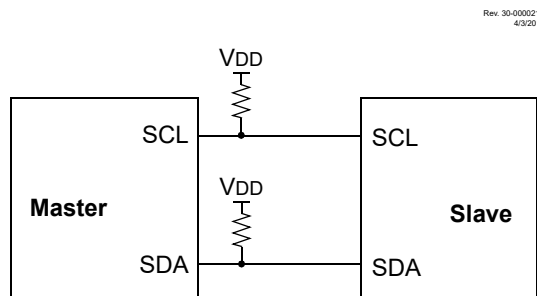 Rev. 30-00002
4/3/20
VDD
SCL
SCL
Master
VDD
Slave
SDA
SDA